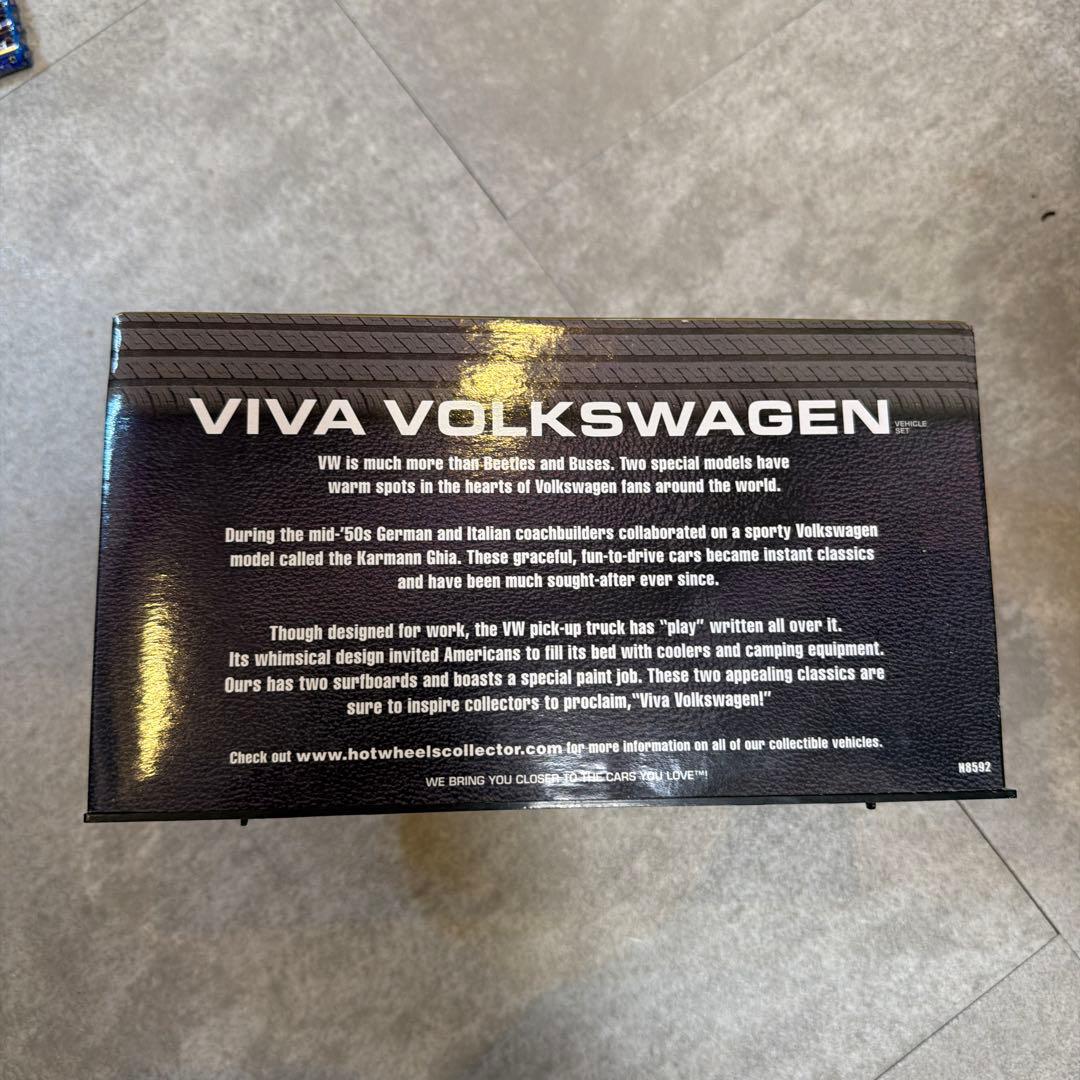 VIVA VOLKSWAGEN VEHICLE SET
VW is much more than Beetles and Buses. Two special models have
warm spots in the hearts of Volkswagen fans around the world.
During the mid-'50s German and Italian coachbuilders collaborated on a sporty Volkswagen
model called the Karmann Ghia. These graceful, fun-to-drive cars became instant classics
and have been much sought-after ever since.
Though designed for work, the VW pick-up truck has "play" written all over it.
Its whimsical design invited Americans to fill its bed with coolers and camping equipment.
Ours has two surfboards and boasts a special paint job. These two appealing classics are
sure to inspire collectors to proclaim,"Viva Volkswagen!"
Check out www.hotwheelscollector.com for more information on all of our collectible vehicles.
WE BRING YOU CLOSER TO THE CARS YOU LOVE™!
H8592